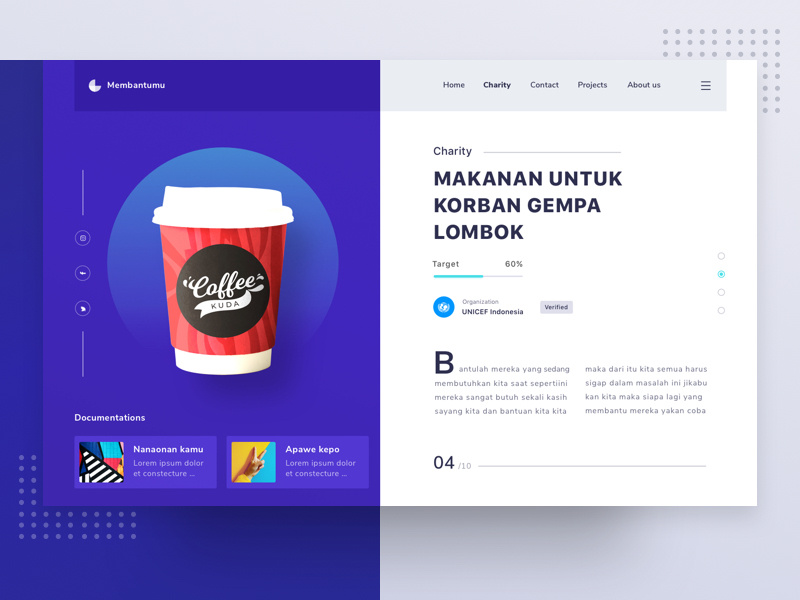 Membantumu
Home Charity Contact Projects About us
Coffee
KUDA
Documentations
Nanaonan kamu
Lorem ipsum dolor
et constecture ...
Apawe kepo
Lorem ipsum dolor
et constecture ...
Charity
MAKANAN UNTUK
KORBAN GEMPA
LOMBOK
Target 60%
Organization
UNICEF Indonesia
Verified
Bantulah mereka yang sedang
membutuhkan kita saat sepertiini
mereka sangat butuh sekali kasih
sayang kita dan bantuan kita kita
maka dari itu kita semua harus
sigap dalam masalah ini jikabu
kan kita maka siapa lagi yang
membantu mereka yakan coba
04 /10